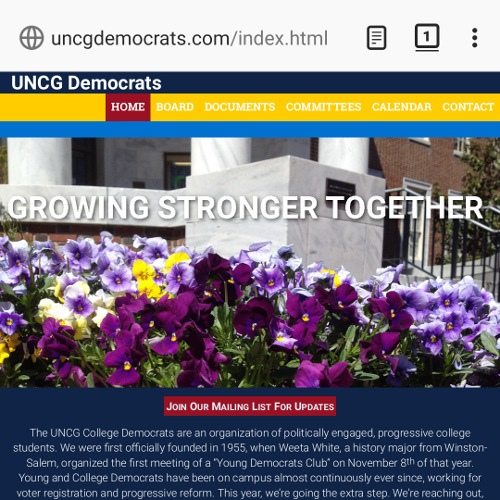 uncgdemocrats.com/index.html 1
UNCG Democrats
HOME BOARD DOCUMENTS COMMITTEES CALENDAR CONTACT
GROWING STRONGER TOGETHER
JOIN OUR MAILING LIST FOR UPDATES
The UNCG College Democrats are an organization of politically engaged, progressive college
students. We were first officially founded in 1955, when Weeta White, a history major from Winston-
Salem, organized the first meeting of a “Young Democrats Club” on November 8th of that year.
Young and College Democrats have been on campus almost continuously ever since, working for
voter registration and progressive reform. This year, we're going the extra step. We're reaching out,